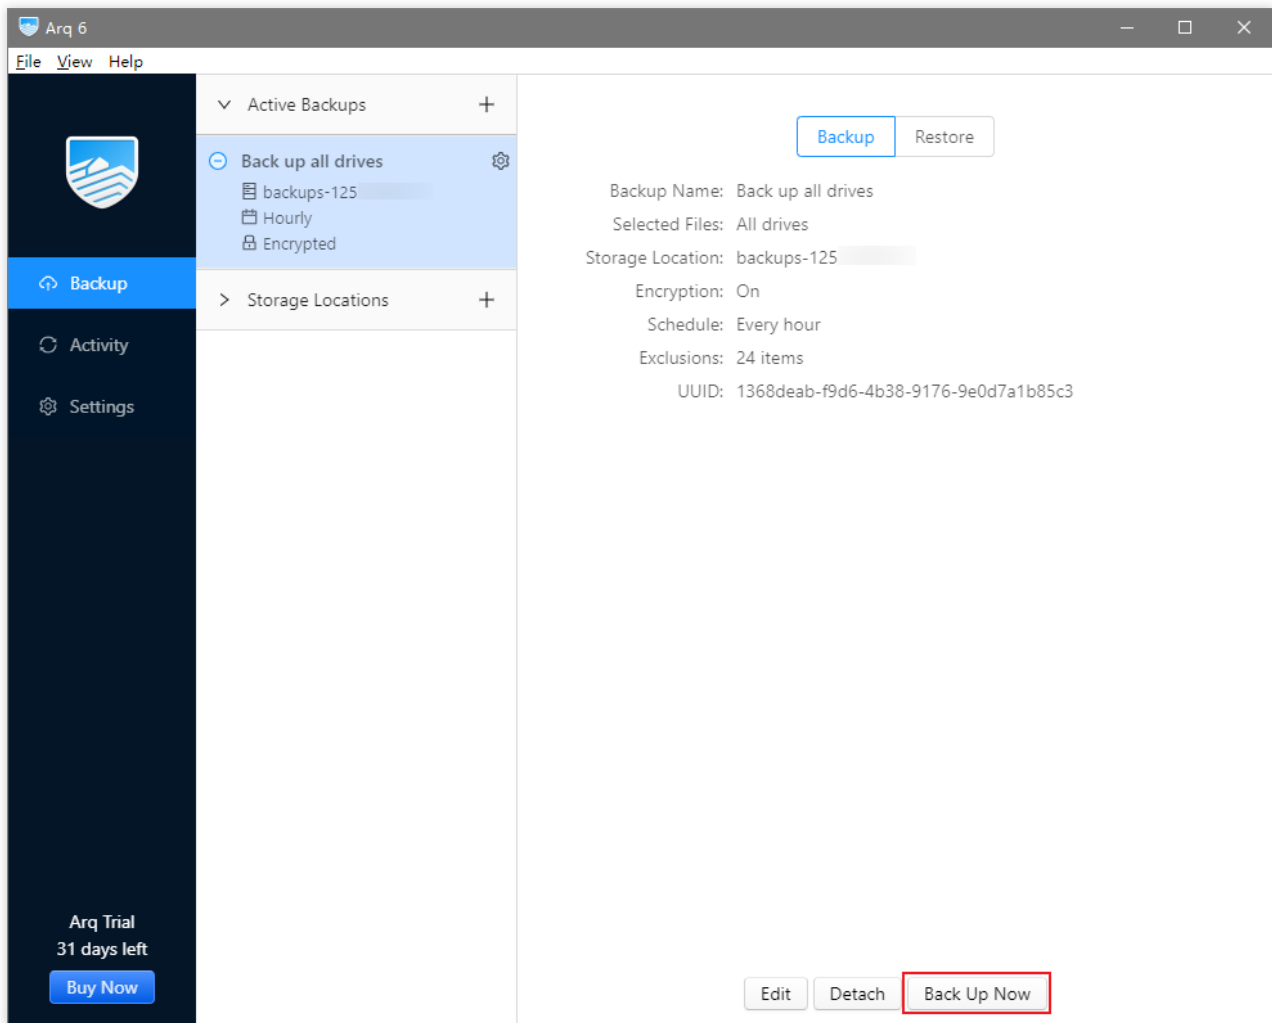 Arq 6
File View Help
Active Backups
Back up all drives
backups-125
Hourly
Encrypted
Storage Locations
Backup
Activity
Settings
Arq Trial
31 days left
Buy Now
Backup Restore
Backup Name: Back up all drives
Selected Files: All drives
Storage Location: backups-125
Encryption: On
Schedule: Every hour
Exclusions: 24 items
UUID: 1368deab-f9d6-4b38-9176-9e0d7a1b85c3
Edit Detach Back Up Now